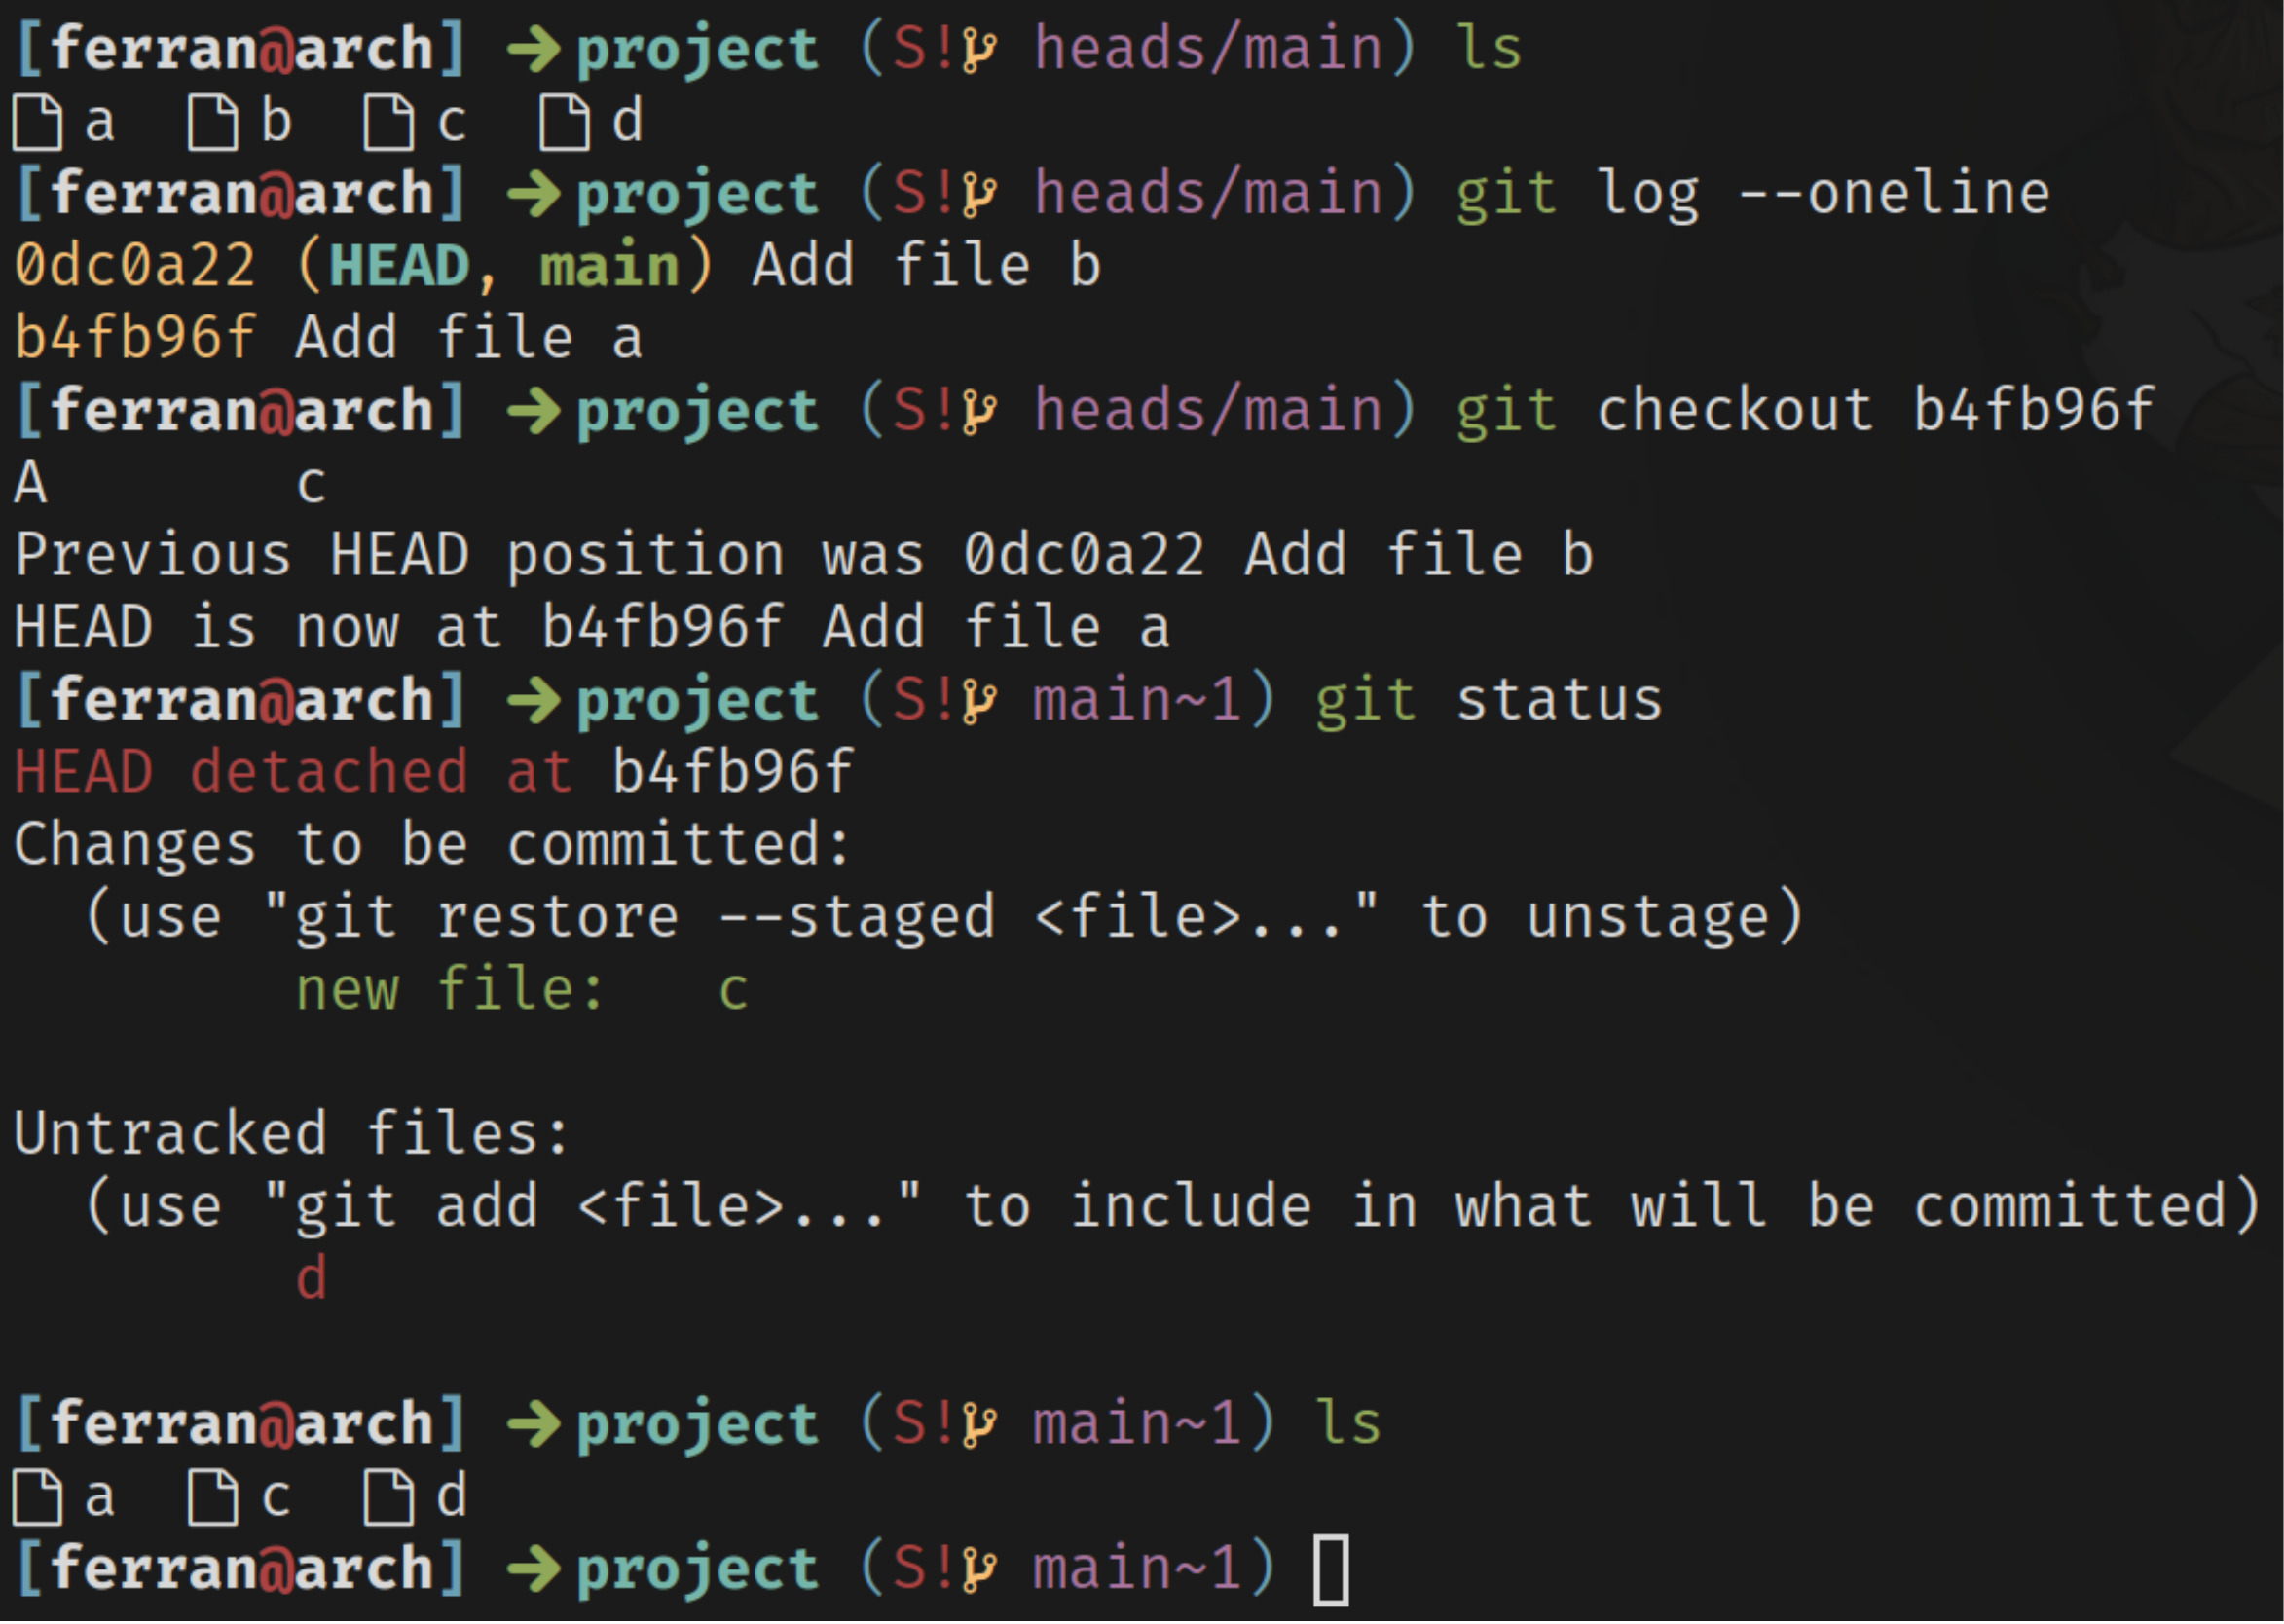 [ferran@arch] → project (S! heads/main) ls
a b c d
[ferran@arch] → project (S! heads/main) git log --oneline
0dc0a22 (HEAD, main) Add file b
b4fb96f Add file a
[ferran@arch] → project (S! heads/main) git checkout b4fb96f
A       c
Previous HEAD position was 0dc0a22 Add file b
HEAD is now at b4fb96f Add file a
[ferran@arch] → project (S! main~1) git status
HEAD detached at b4fb96f
Changes to be committed:
  (use "git restore --staged <file>..." to unstage)
        new file:   c
Untracked files:
  (use "git add <file>..." to include in what will be committed)
        d
[ferran@arch] → project (S! main~1) ls
a c d
[ferran@arch] → project (S! main~1)